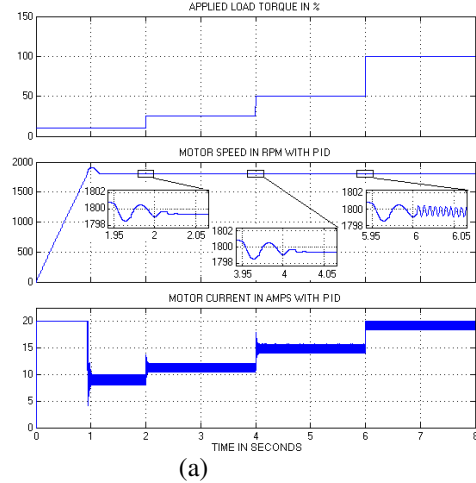 APPLIED LOAD TORQUE IN %
150
100
50
0
MOTOR SPEED IN RPM WITH PID
2000
1500
1000
500
0
1802
1800
1798
1.95 2 2.05
1802
1800
1798
3.95 4 4.05
1802
1800
1798
5.95 6 6.05
MOTOR CURRENT IN AMPS WITH PID
20
15
10
5
0
0 1 2 3 4 5 6 7 8
TIME IN SECONDS
(a)